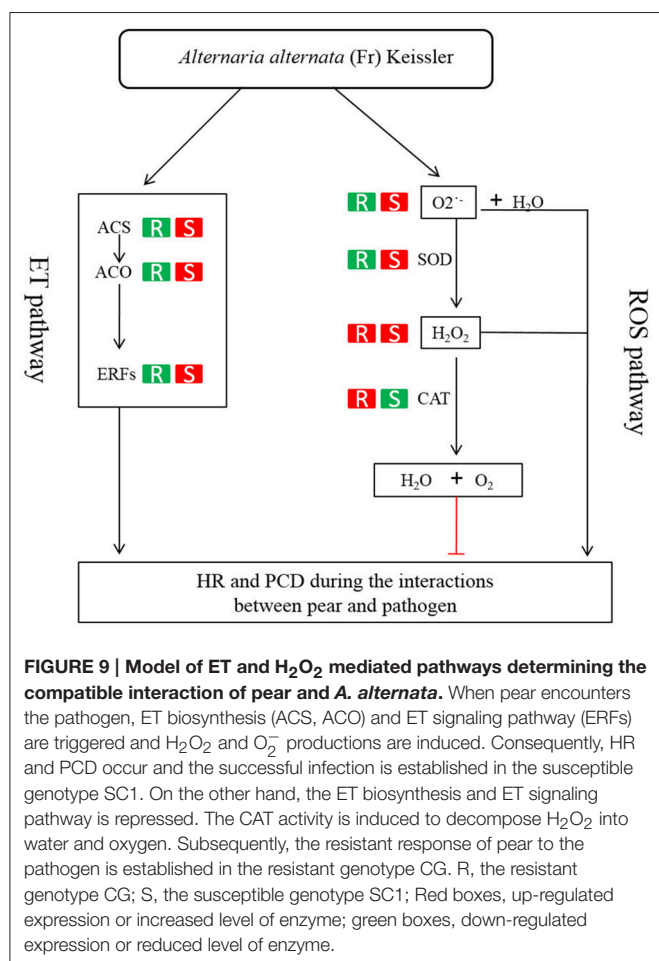 Alternaria alternata (Fr) Keissler
ET pathway
ACS R S
ACO R S
ERFs R S
R S O2·- + H₂O
R S SOD
R S H₂O₂
R S CAT
H₂O + O₂
ROS pathway
HR and PCD during the interactions
between pear and pathogen
FIGURE 9 | Model of ET and H₂O₂ mediated pathways determining the
compatible interaction of pear and A. alternata. When pear encounters
the pathogen, ET biosynthesis (ACS, ACO) and ET signaling pathway (ERFs)
are triggered and H₂O₂ and O₂⁻ productions are induced. Consequently, HR
and PCD occur and the successful infection is established in the susceptible
genotype SC1. On the other hand, the ET biosynthesis and ET signaling
pathway is repressed. The CAT activity is induced to decompose H₂O₂ into
water and oxygen. Subsequently, the resistant response of pear to the
pathogen is established in the resistant genotype CG. R, the resistant
genotype CG; S, the susceptible genotype SC1; Red boxes, up-regulated
expression or increased level of enzyme; green boxes, down-regulated
expression or reduced level of enzyme.